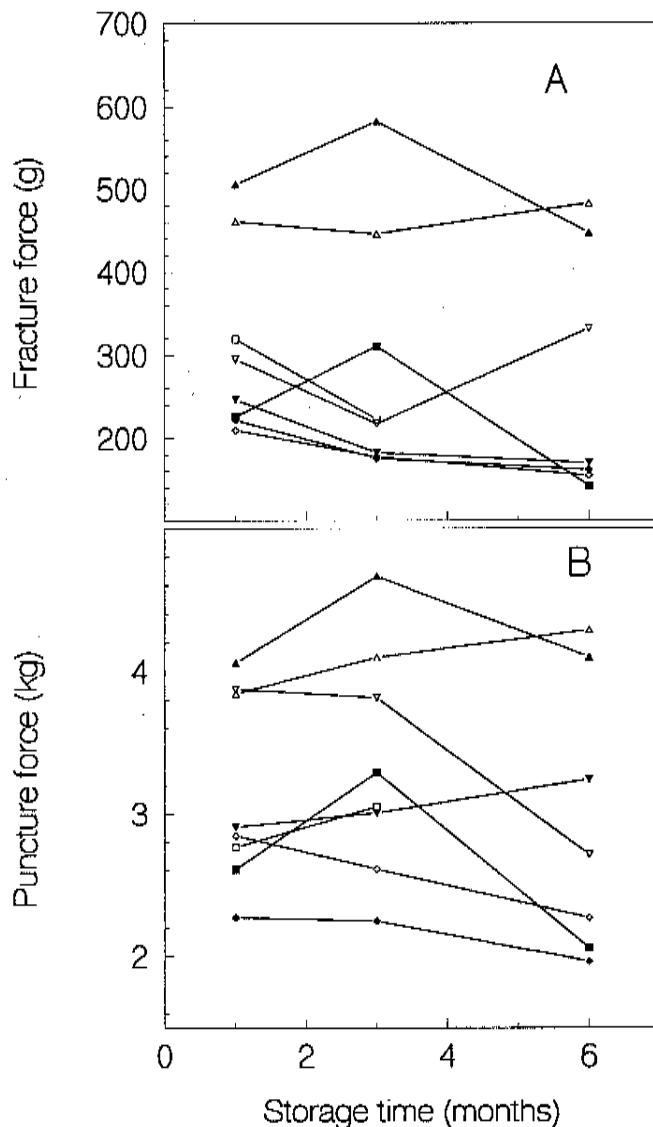 700
A
600
500
400
300
200
Fracture force (g)
B
4
3
2
Puncture force (kg)
0 2 4 6
Storage time (months)